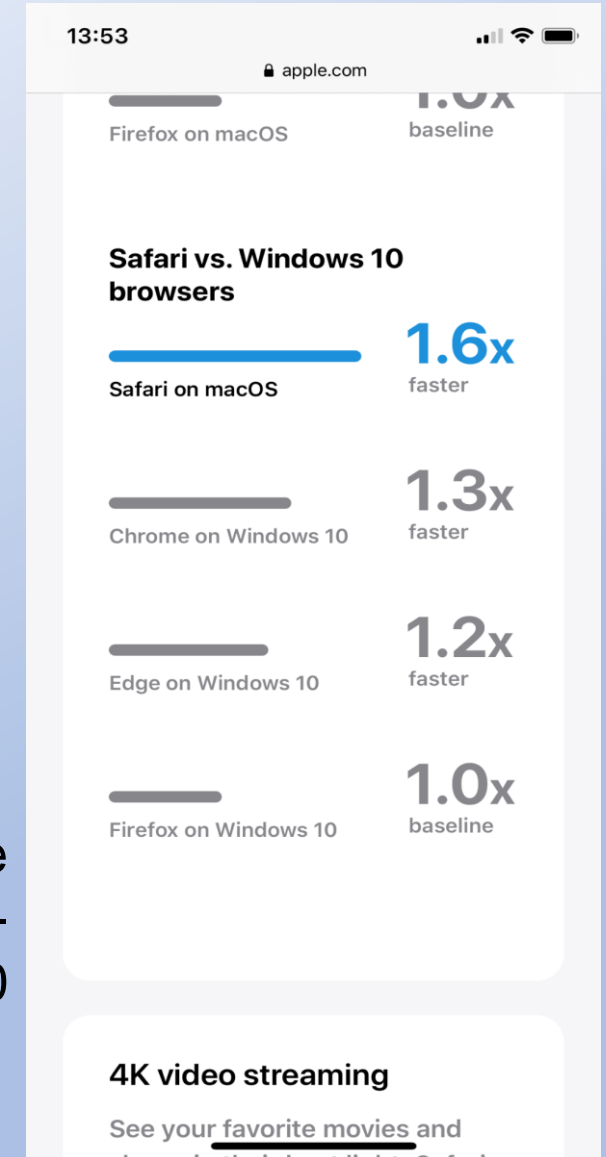 13:53
apple.com
1.0x
Firefox on macOS
baseline
Safari vs. Windows 10
browsers
1.6x
Safari on macOS
faster
1.3x
Chrome on Windows 10
faster
1.2x
Edge on Windows 10
faster
1.0x
Firefox on Windows 10
baseline
4K video streaming
See your favorite movies and